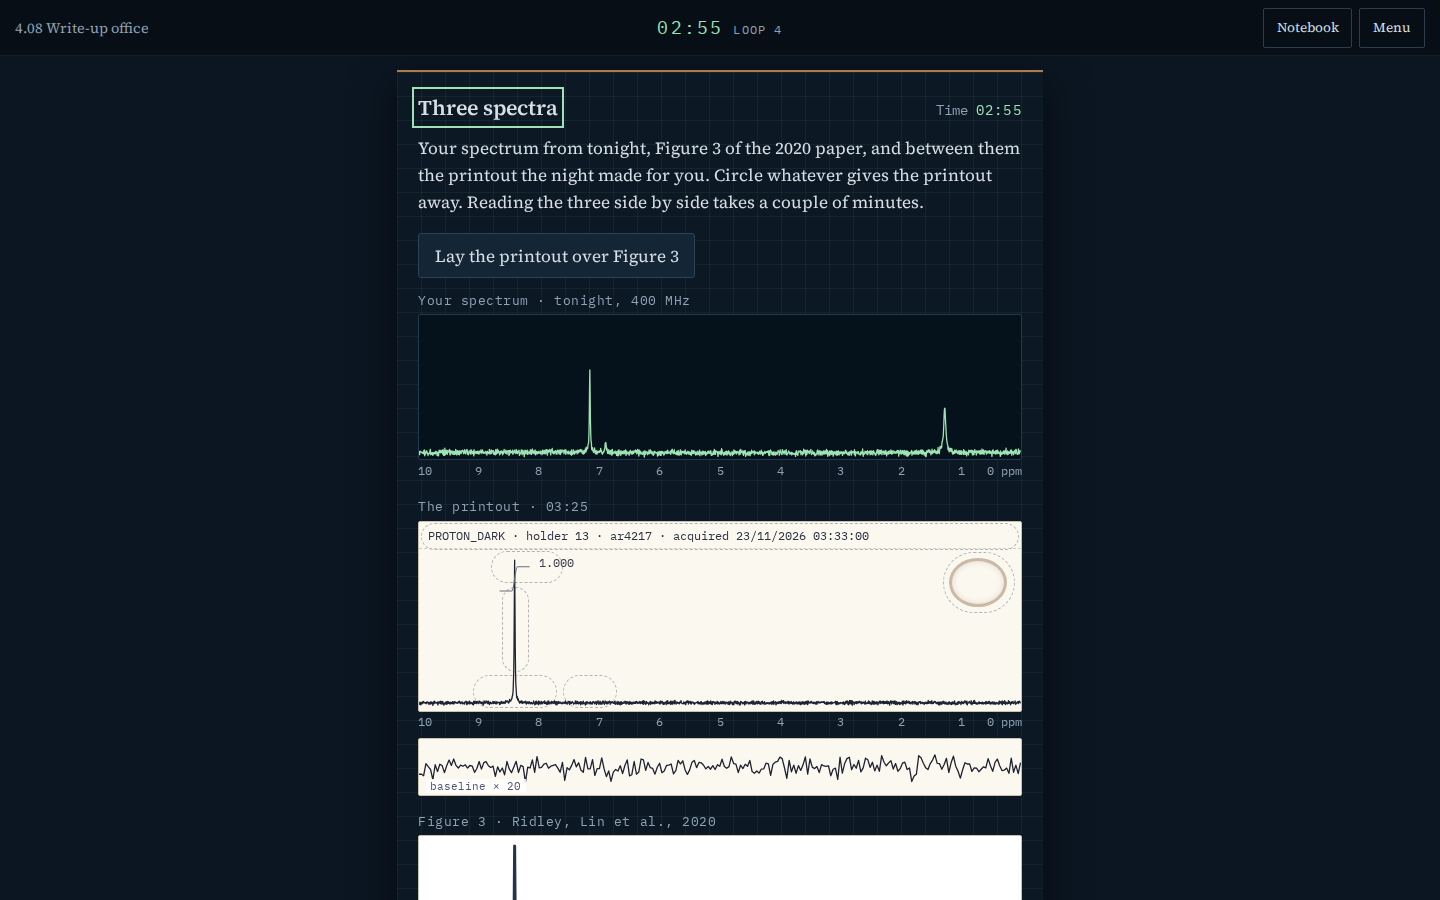 4.08 Write-up office
02:55 LOOP 4
Notebook
Menu
Three spectra
Time 02:55
Your spectrum from tonight, Figure 3 of the 2020 paper, and between them
the printout the night made for you. Circle whatever gives the printout
away. Reading the three side by side takes a couple of minutes.
Lay the printout over Figure 3
Your spectrum · tonight, 400 MHz
10 9 8 7 6 5 4 3 2 1 0 ppm
The printout · 03:25
PROTON_DARK · holder 13 · ar4217 · acquired 23/11/2026 03:33:00
1.000
10 9 8 7 6 5 4 3 2 1 0 ppm
baseline × 20
Figure 3 · Ridley, Lin et al., 2020